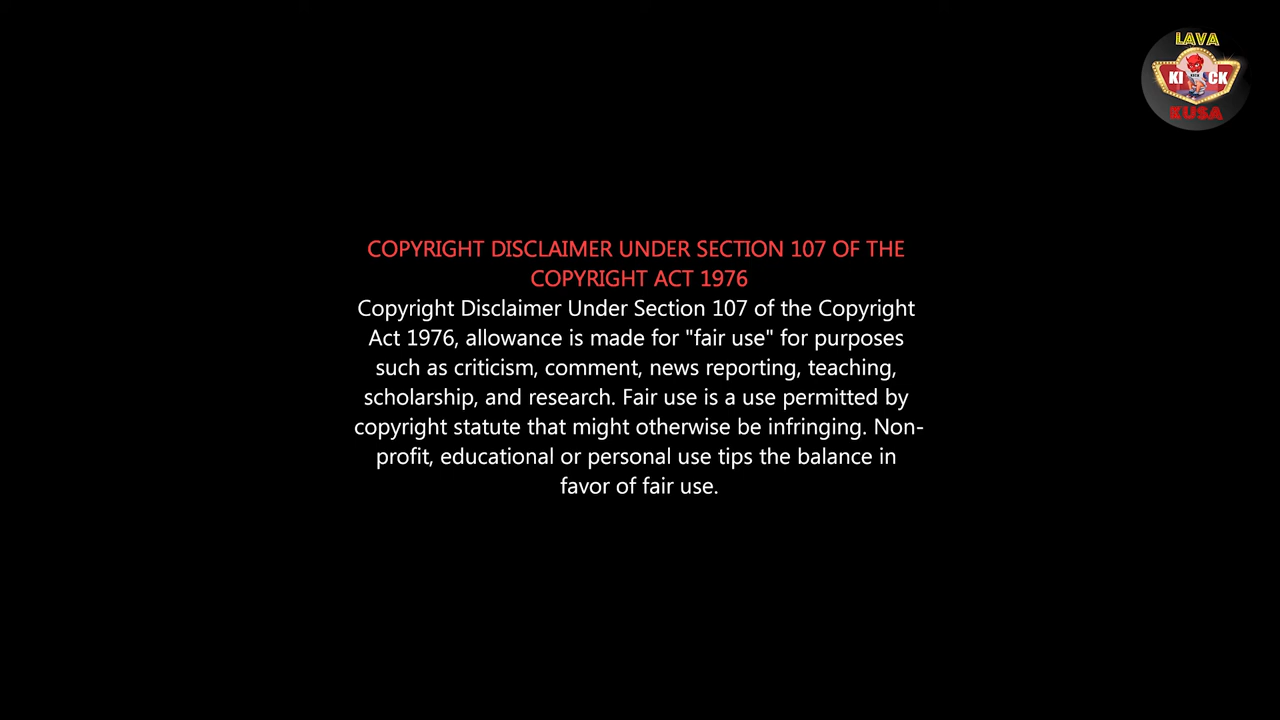 LAVA
KICK
KUSA
COPYRIGHT DISCLAIMER UNDER SECTION 107 OF THE
COPYRIGHT ACT 1976
Copyright Disclaimer Under Section 107 of the Copyright
Act 1976, allowance is made for "fair use" for purposes
such as criticism, comment, news reporting, teaching,
scholarship, and research. Fair use is a use permitted by
copyright statute that might otherwise be infringing. Non-
profit, educational or personal use tips the balance in
favor of fair use.